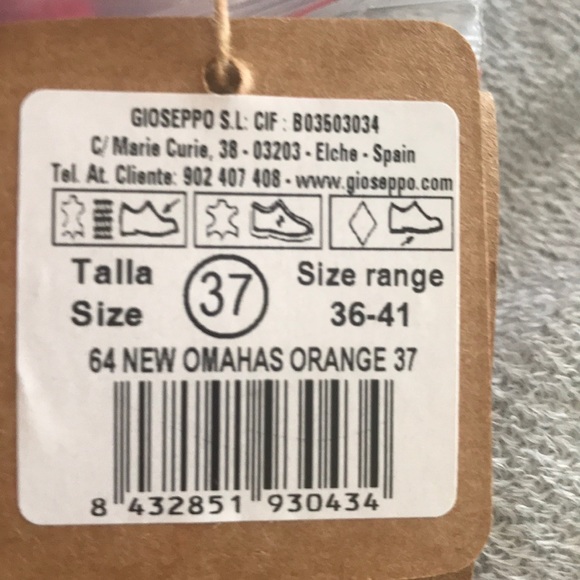 GIOSEPPO S.L: CIF : B03503034
C/ Marie Curie, 38 - 03203 - Elche - Spain
Tel. At. Cliente: 902 407 408 - www.gioseppo.com
Talla Size
37
Size range
36-41
64 NEW OMAHAS ORANGE 37
8 432851 930434